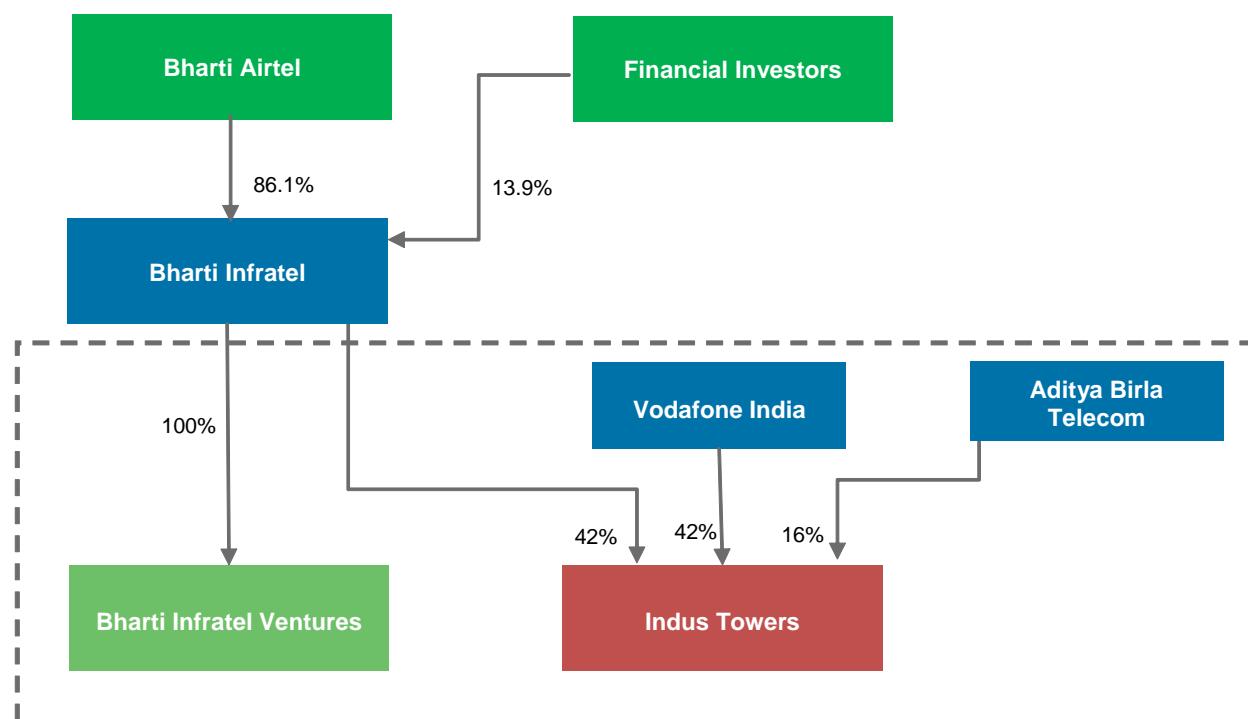 Bharti Airtel
Financial Investors
86.1%
13.9%
Bharti Infratel
Vodafone India
Aditya Birla
Telecom
100%
42%
42%
16%
Bharti Infratel Ventures
Indus Towers